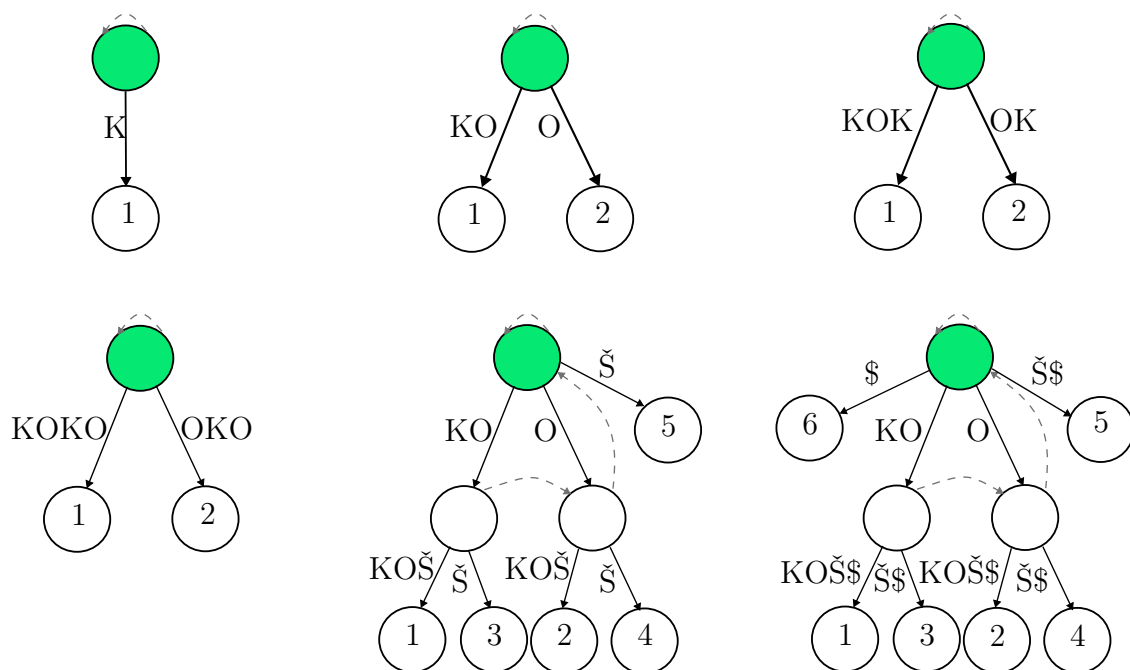 K
1
KO O
1 2
KOK OK
1 2
KOKO OKO
1 2
Š
KO O 5
KOŠ Š KOŠ Š
1 3 2 4
$ Š$
6 KO O 5
KOŠ$ Š$ KOŠ$ Š$
1 3 2 4